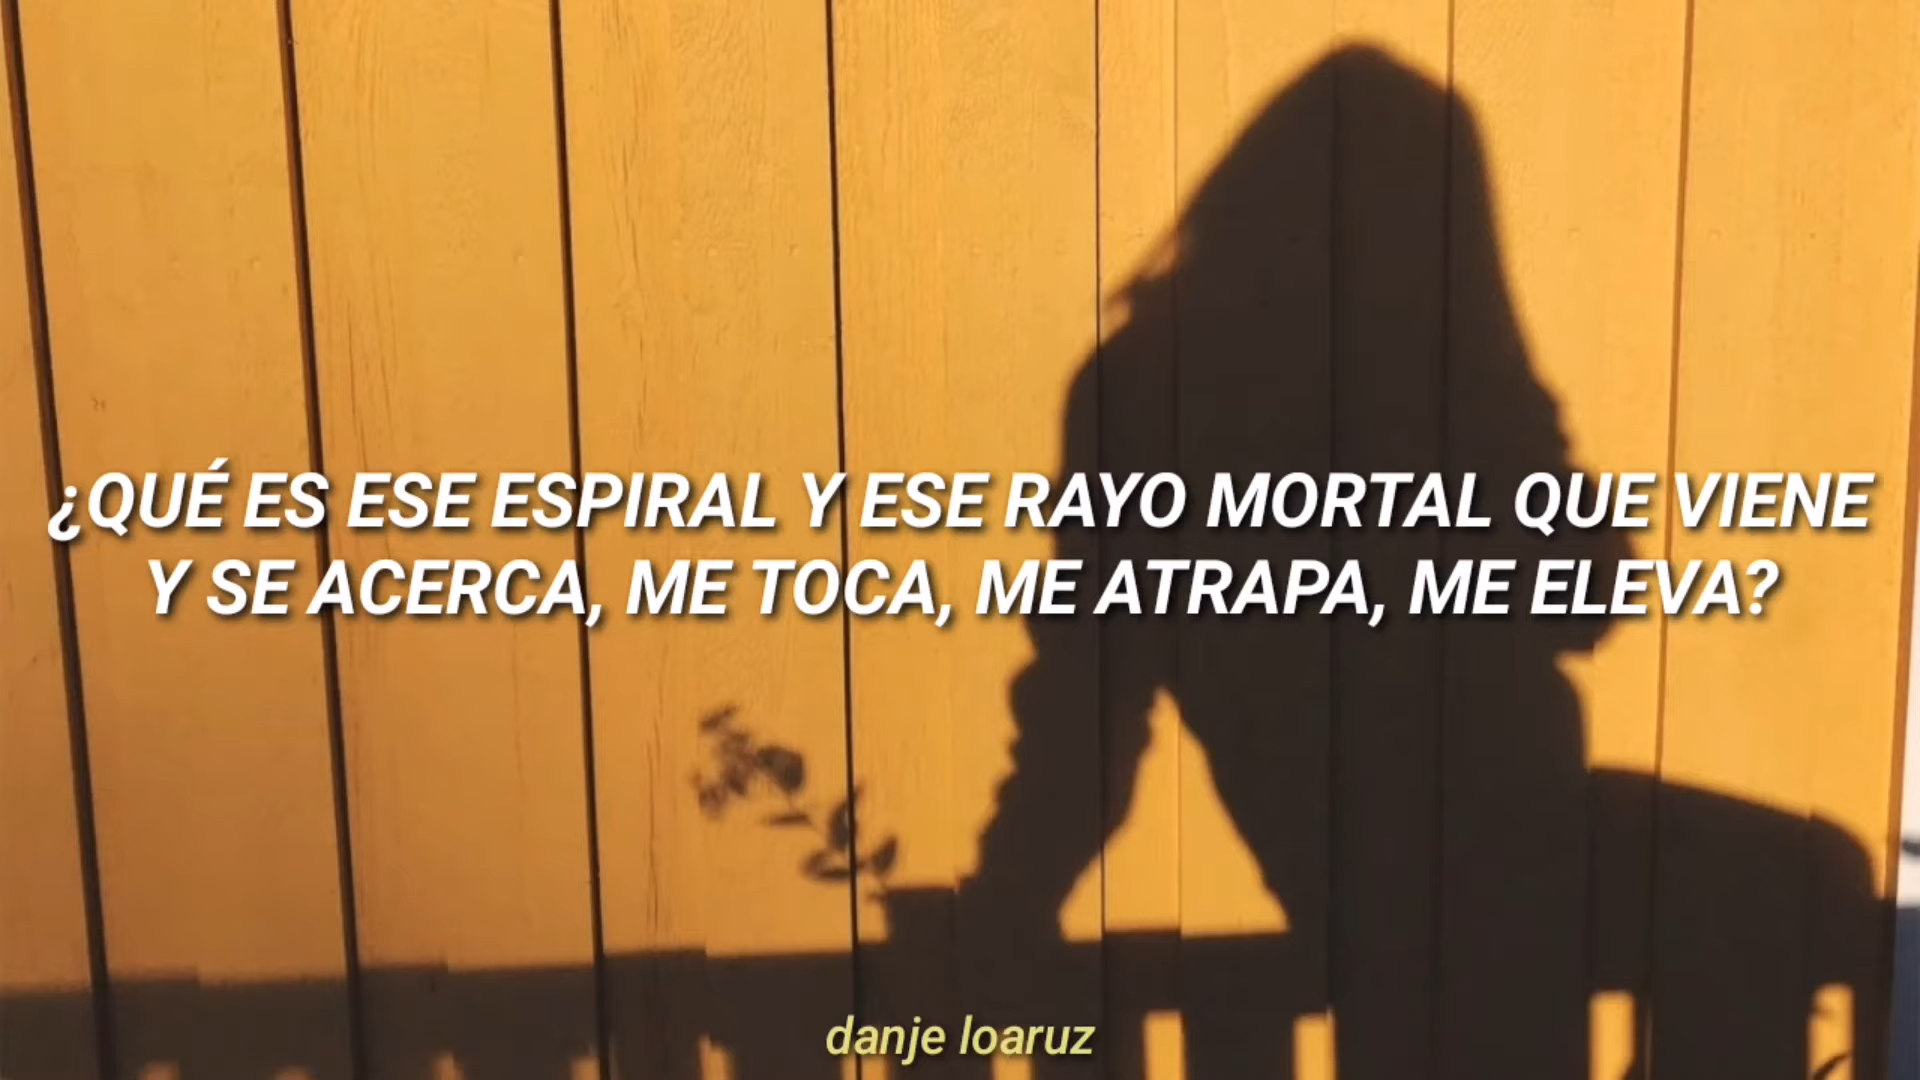 ¿QUÉ ES ESE ESPIRAL Y ESE RAYO MORTAL QUE VIENE
Y SE ACERCA, ME TOCA, ME ATRAPA, ME ELEVA?
danje loaruz